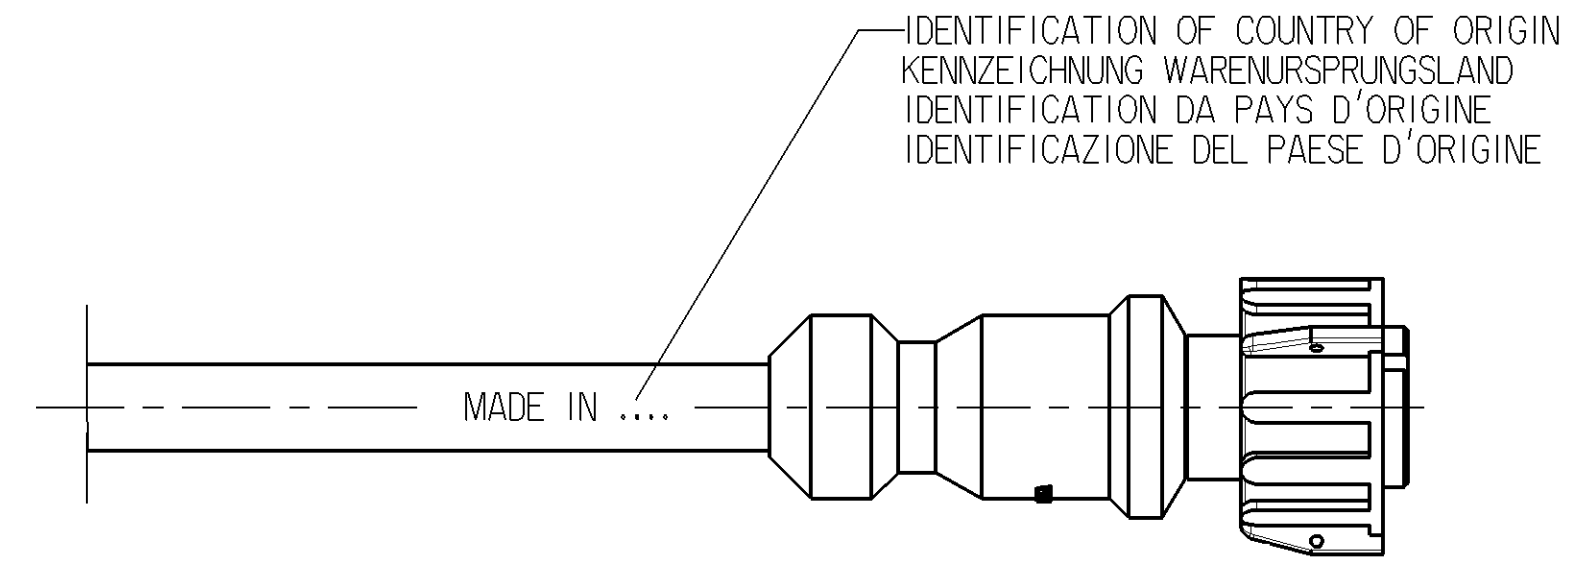 IDENTIFICATION OF COUNTRY OF ORIGIN
KENNZEICHNUNG WARENURSPRUNGSLAND
IDENTIFICATION DA PAYS D'ORIGINE
IDENTIFICAZIONE DEL PAESE D'ORIGINE
MADE IN ....